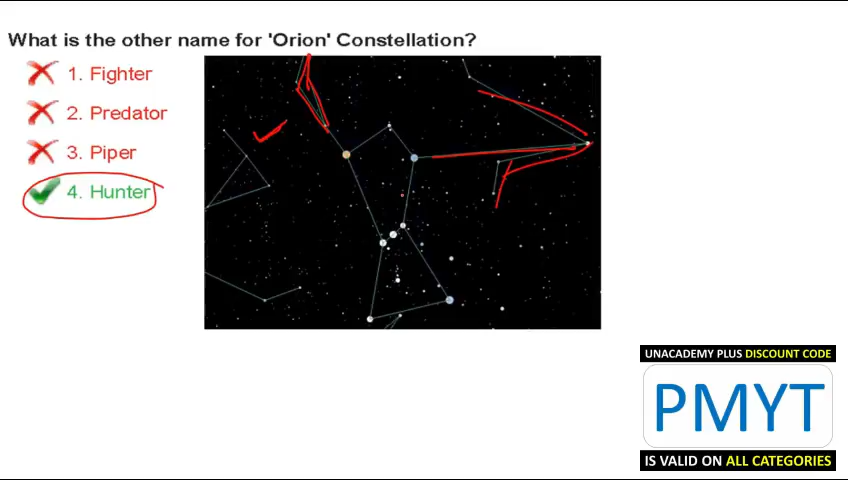 What is the other name for 'Orion' Constellation?
1. Fighter
2. Predator
3. Piper
4. Hunter
UNACADEMY PLUS DISCOUNT CODE
PMYT
IS VALID ON ALL CATEGORIES